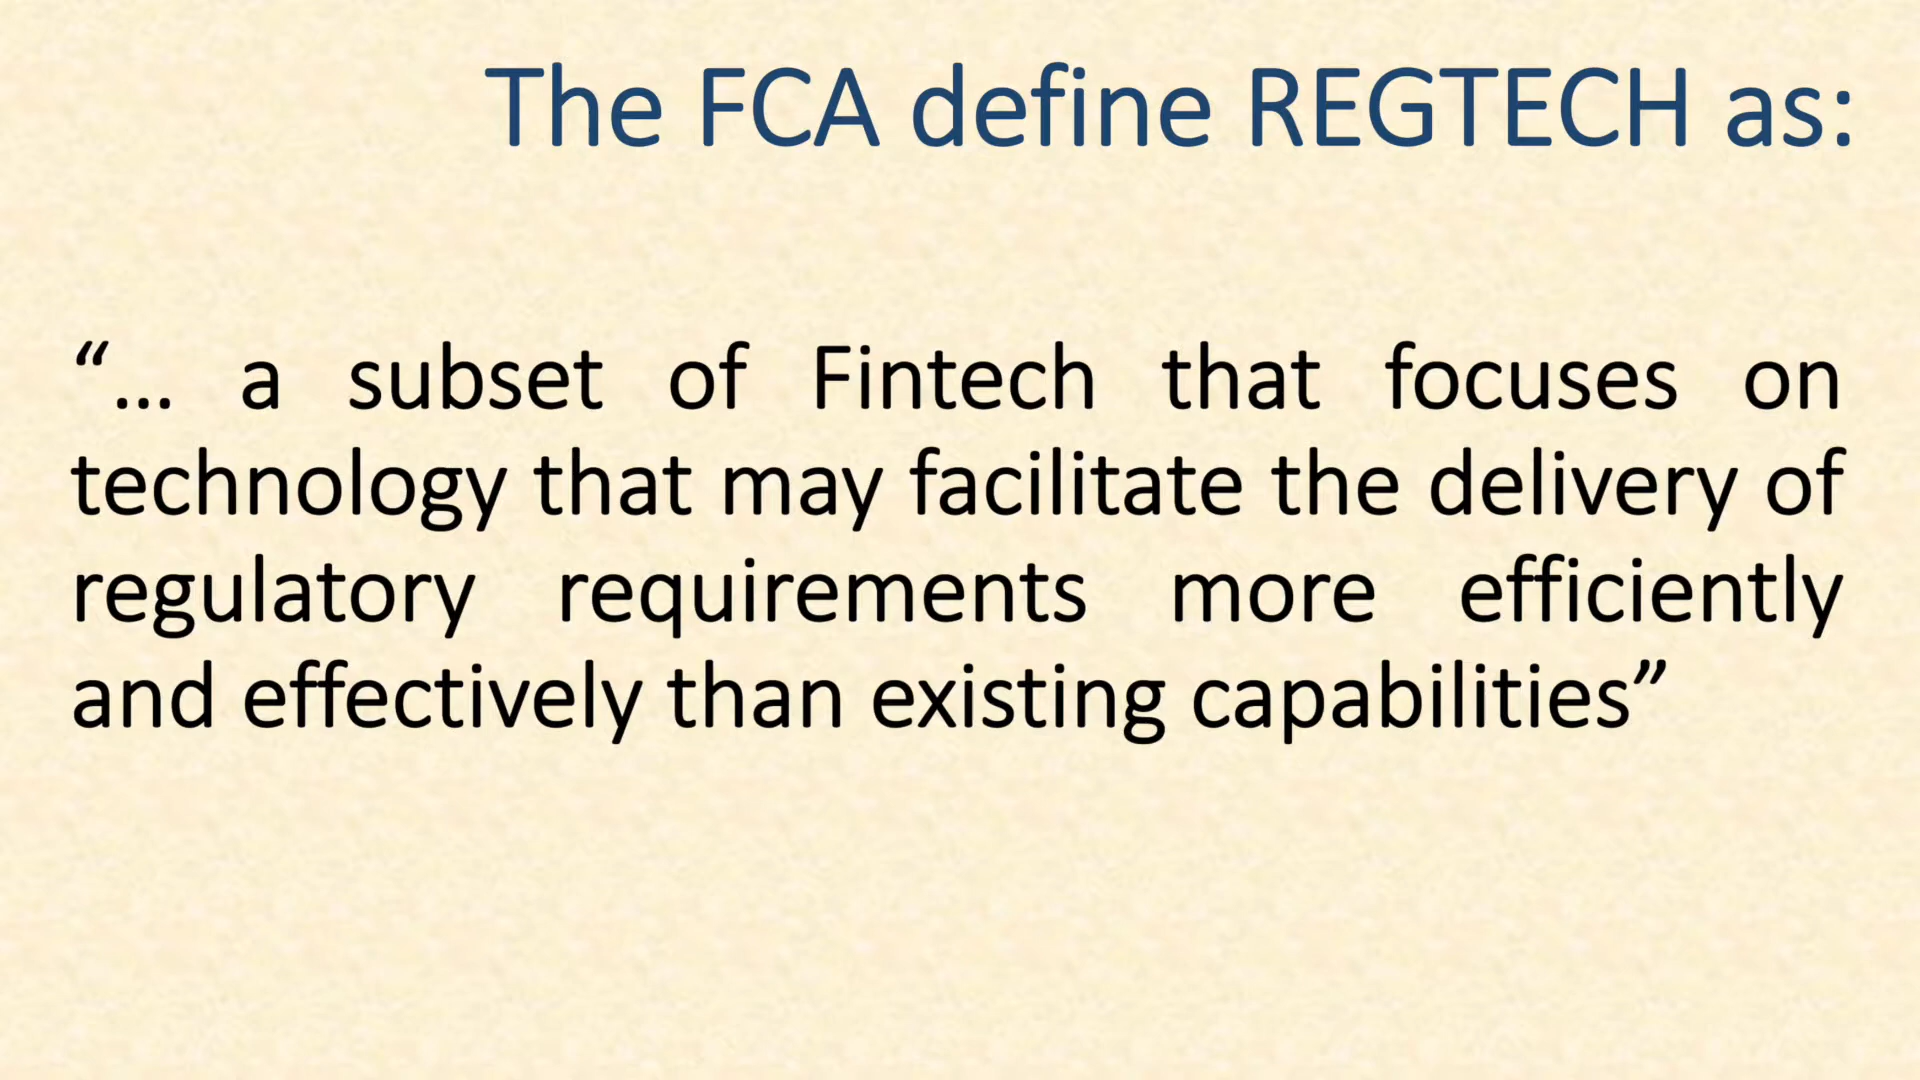 The FCA define REGTECH as:
“… a subset of Fintech that focuses on
technology that may facilitate the delivery of
regulatory requirements more efficiently
and effectively than existing capabilities”